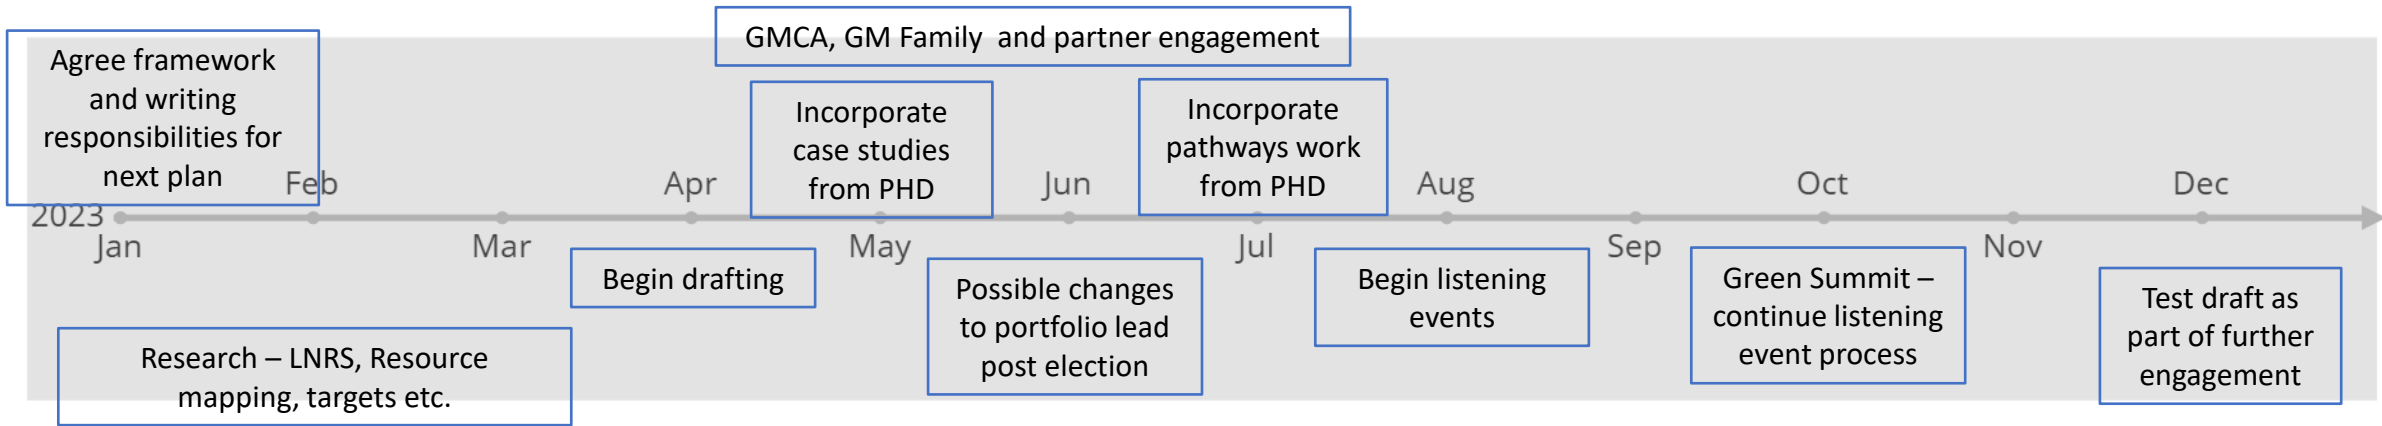 GMCA, GM Family  and partner engagement
Agree framework
and writing
responsibilities for
next plan
Incorporate
case studies
from PHD
Incorporate
pathways work
from PHD
Feb
Apr
Jun
Aug
Oct
Dec
2023
Jan
Mar
May
Jul
Sep
Nov
Begin drafting
Possible changes
to portfolio lead
post election
Begin listening
events
Green Summit –
continue listening
event process
Test draft as
part of further
engagement
Research – LNRS, Resource
mapping, targets etc.